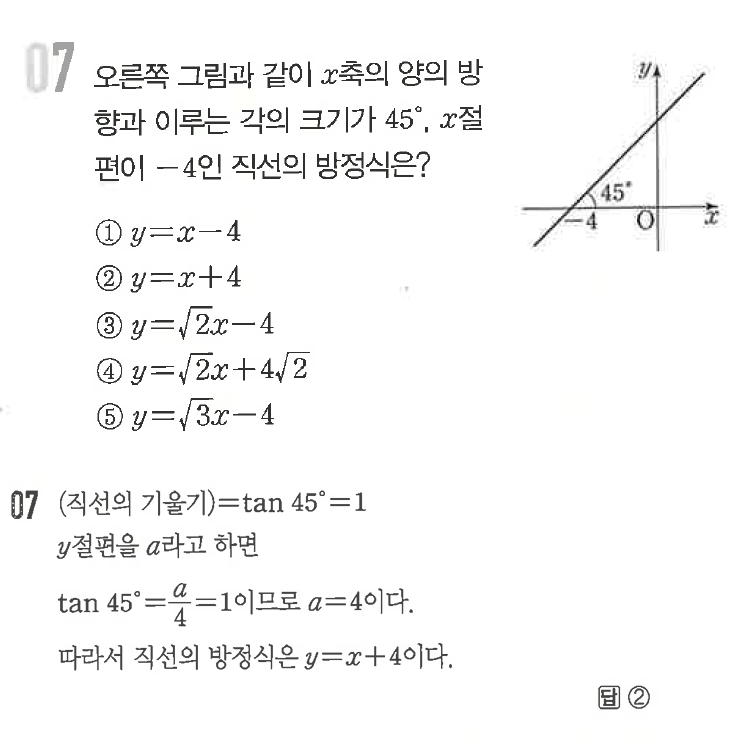 07 오른쪽 그림과 같이 x축의 양의 방
향과 이루는 각의 크기가 45°, x절
편이 −4인 직선의 방정식은?
① y=x−4
② y=x+4
③ y=√2x−4
④ y=√2x+4√2
⑤ y=√3x−4
y
45°
−4 O x
07 (직선의 기울기)=tan 45°=1
y절편을 a라고 하면
tan 45°=a/4=1이므로 a=4이다.
따라서 직선의 방정식은 y=x+4이다.
답 ②